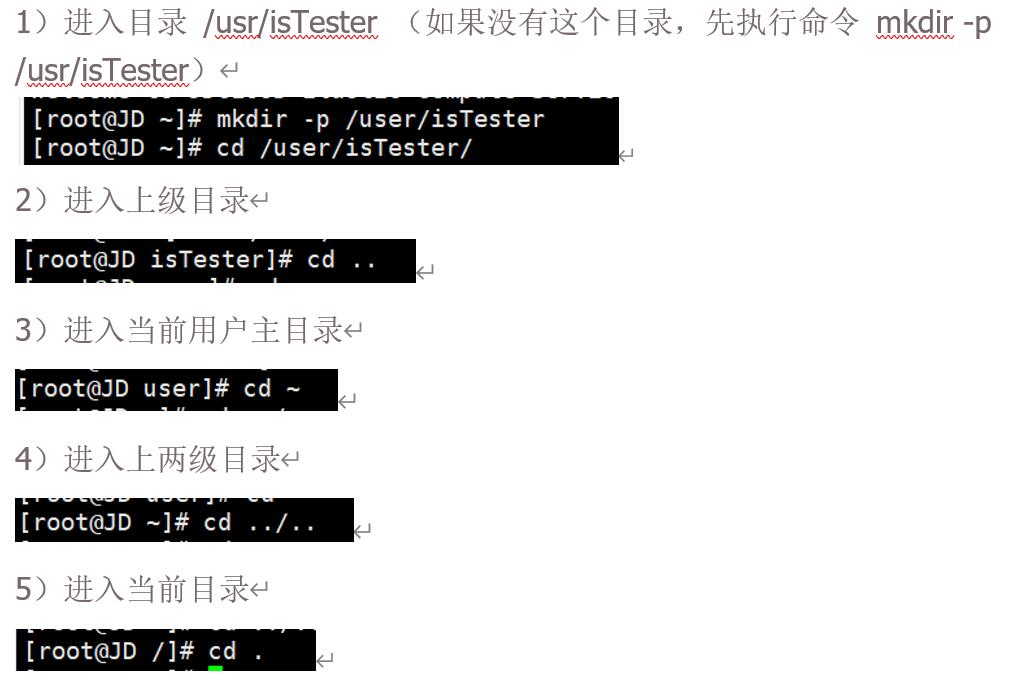 1）进入目录 /usr/isTester （如果没有这个目录，先执行命令 mkdir -p
/usr/isTester）↵
[root@JD ~]# mkdir -p /user/isTester
[root@JD ~]# cd /user/isTester/
2）进入上级目录↵
[root@JD isTester]# cd ..
3）进入当前用户主目录↵
[root@JD user]# cd ~
4）进入上两级目录↵
[root@JD ~]# cd ../..
5）进入当前目录↵
[root@JD /]# cd .